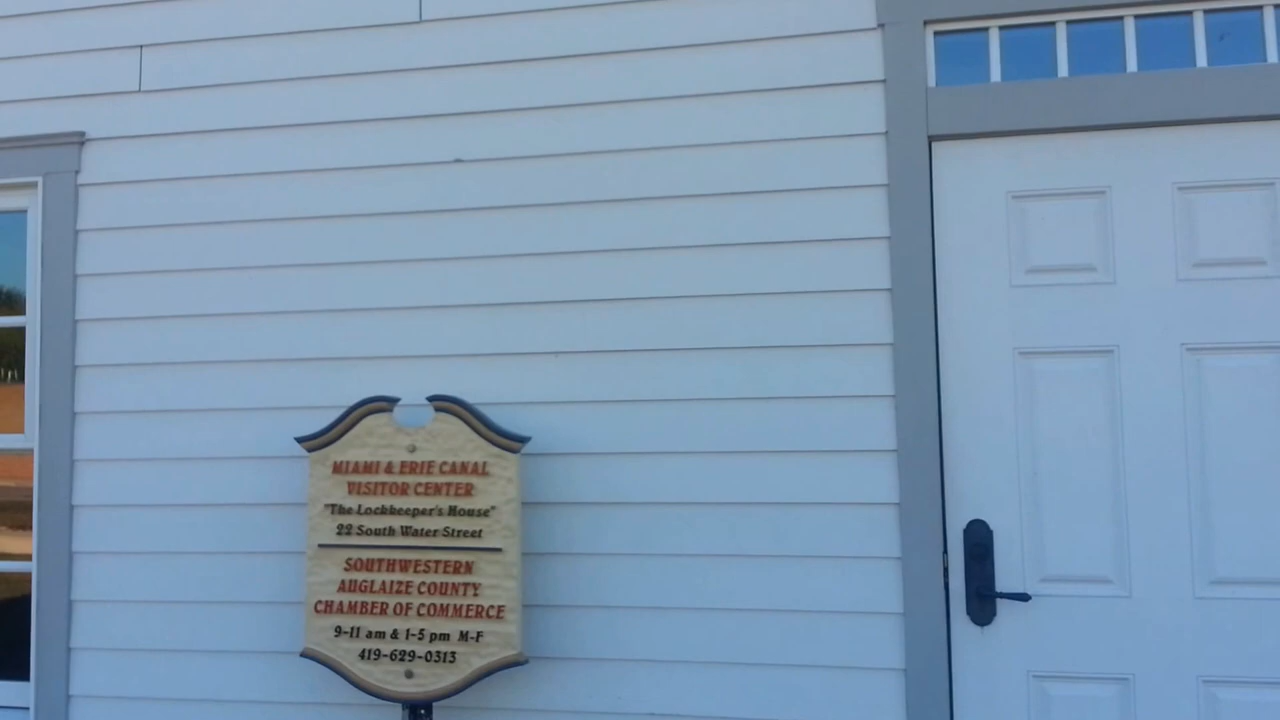 MIAMI & ERIE CANAL
VISITOR CENTER
"The Lockkeeper's House"
22 South Water Street
SOUTHWESTERN
AUGLAIZE COUNTY
CHAMBER OF COMMERCE
9-11 am & 1-5 pm M-F
419-629-0313